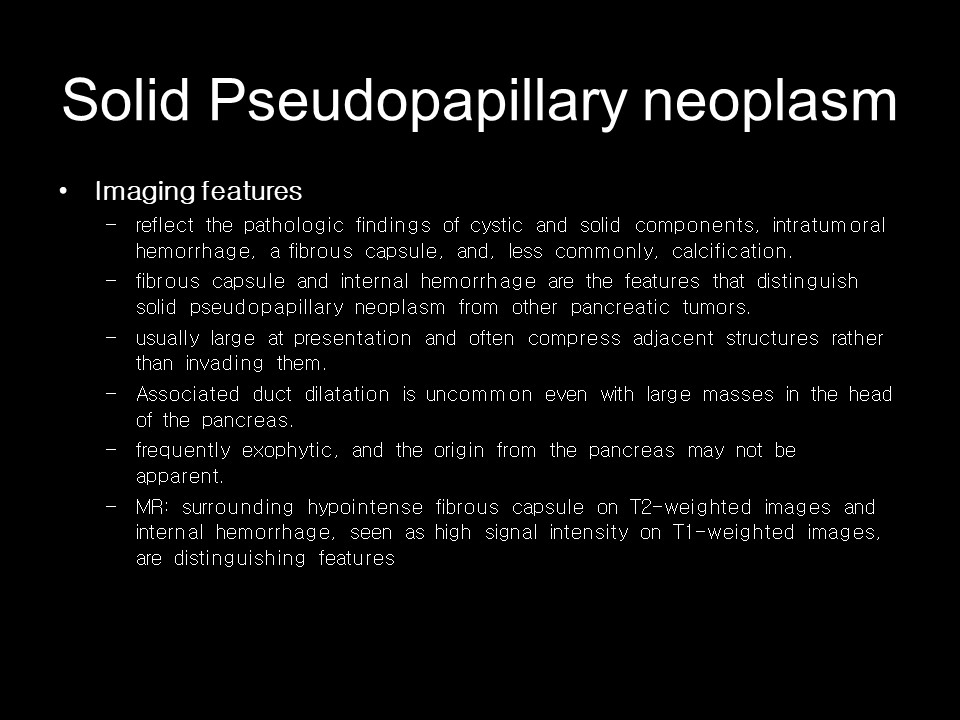 Solid Pseudopapillary neoplasm
• Imaging features
– reflect the pathologic findings of cystic and solid components, intratumoral
hemorrhage, a fibrous capsule, and, less commonly, calcification.
– fibrous capsule and internal hemorrhage are the features that distinguish
solid pseudopapillary neoplasm from other pancreatic tumors.
– usually large at presentation and often compress adjacent structures rather
than invading them.
– Associated duct dilatation is uncommon even with large masses in the head
of the pancreas.
– frequently exophytic, and the origin from the pancreas may not be
apparent.
– MR: surrounding hypointense fibrous capsule on T2-weighted images and
internal hemorrhage, seen as high signal intensity on T1-weighted images,
are distinguishing features